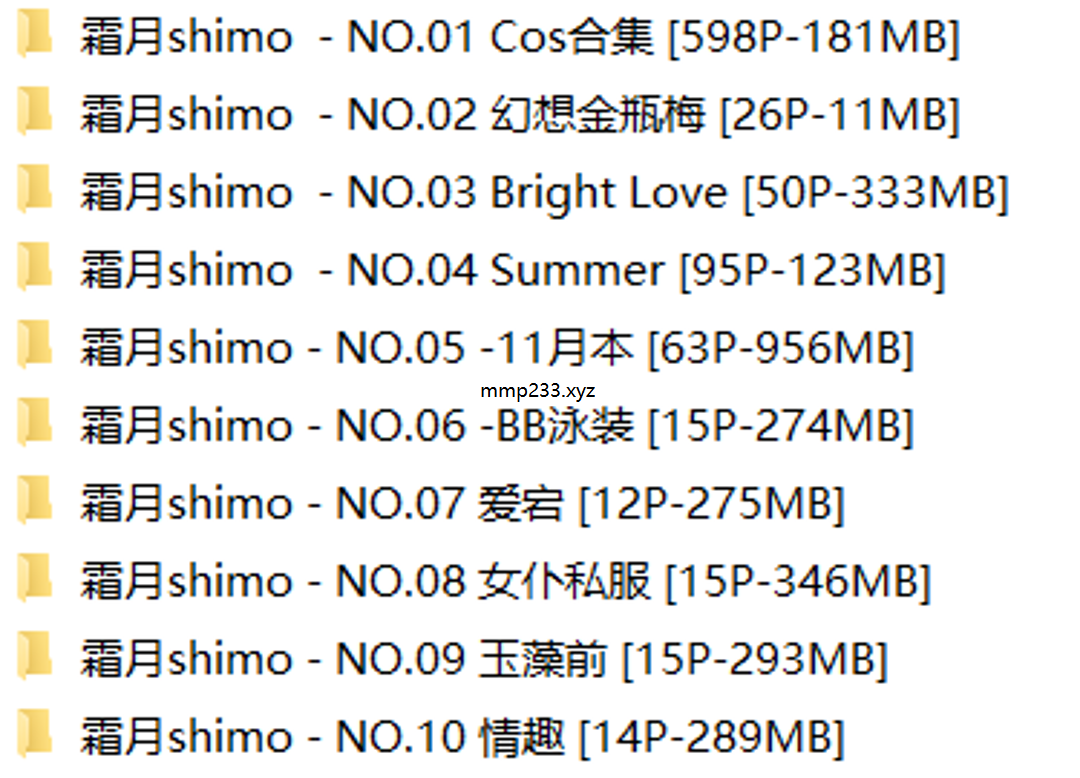 霜月shimo  - NO.01 Cos合集 [598P-181MB]
霜月shimo  - NO.02 幻想金瓶梅 [26P-11MB]
霜月shimo  - NO.03 Bright Love [50P-333MB]
霜月shimo  - NO.04 Summer [95P-123MB]
霜月shimo - NO.05 -11月本 [63P-956MB]
mmp233.xyz
霜月shimo - NO.06 -BB泳装 [15P-274MB]
霜月shimo - NO.07 爱宕 [12P-275MB]
霜月shimo - NO.08 女仆私服 [15P-346MB]
霜月shimo - NO.09 玉藻前 [15P-293MB]
霜月shimo - NO.10 情趣 [14P-289MB]